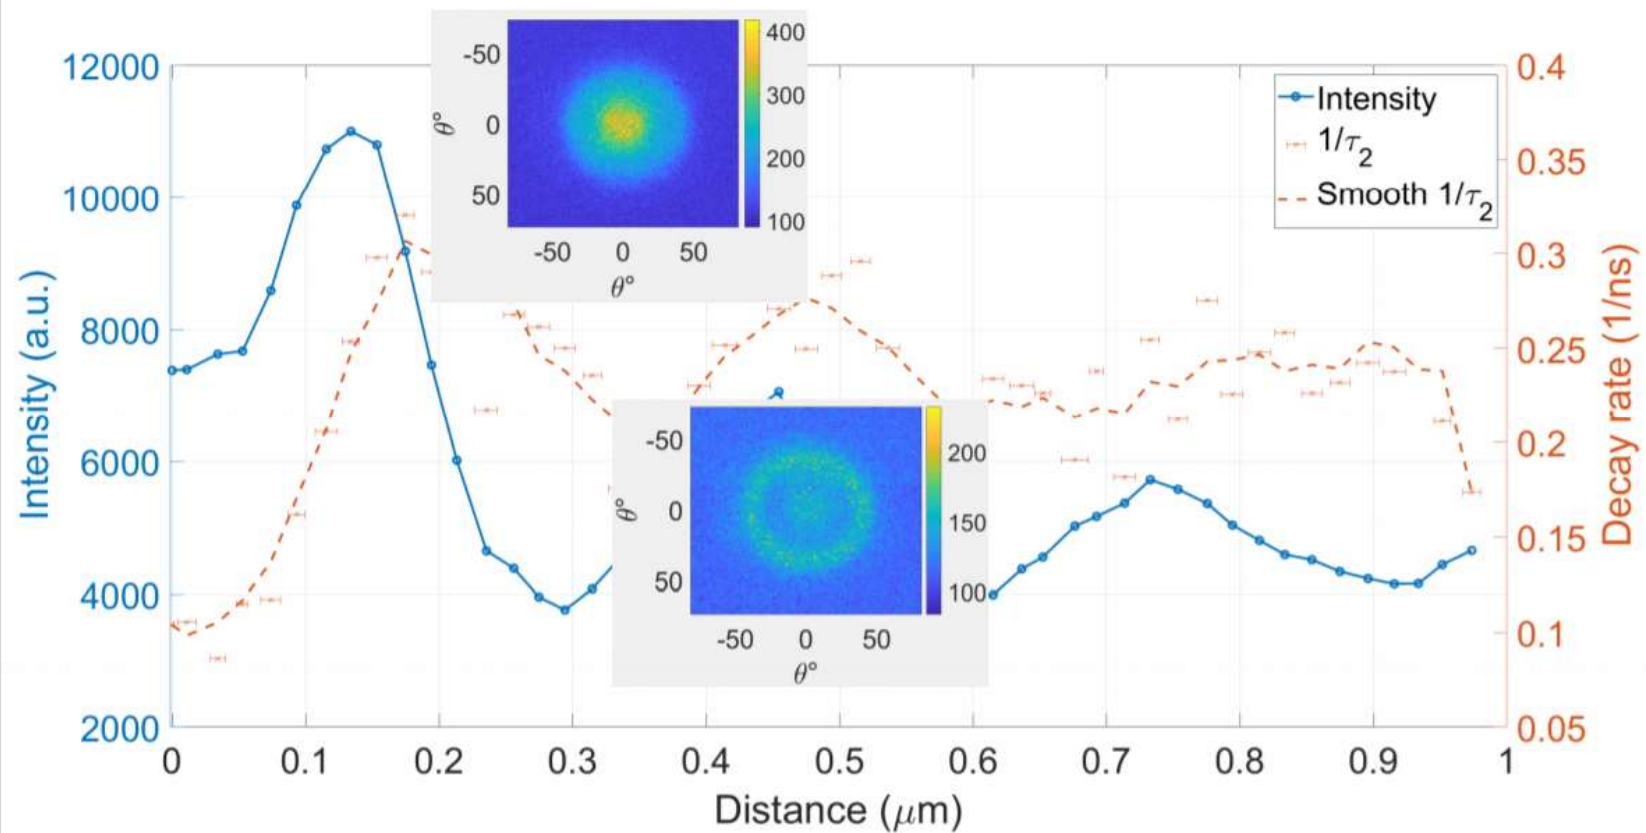 -50
0
50
θ°
-50 0 50
θ°
400
300
200
100
12000
10000
8000
6000
4000
2000
Intensity (a.u.)
0.4
0.35
0.3
0.25
0.2
0.15
0.1
0.05
Decay rate (1/ns)
Intensity
1/τ2
Smooth 1/τ2
-50
0
50
θ°
-50 0 50
θ°
200
150
100
0 0.1 0.2 0.3 0.4 0.5 0.6 0.7 0.8 0.9 1
Distance (μm)